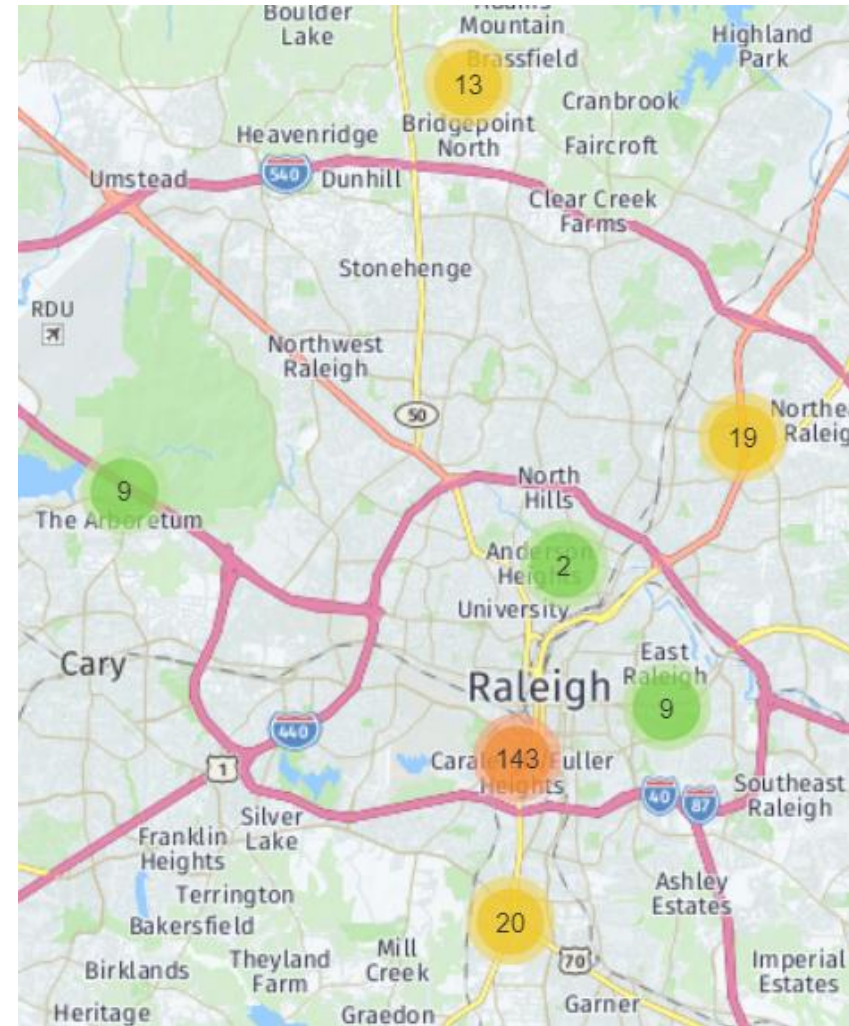 Boulder
Lake
Mountain
Brassfield
13
Highland
Park
Cranbrook
Heavenridge
Bridgepoint
North
Faircroft
Umstead
540
Dunhill
Clear Creek
Farms
Stonehenge
RDU
Northwest
Raleigh
50
19
9
The Arboretum
North
Hills
Anderson
Heights
2
University
Cary
East
Raleigh
Raleigh
9
440
143
Fuller
Heights
1
40
87
Southeast
Raleigh
Silver
Lake
Franklin
Heights
Ashley
Estates
Terrington
20
Bakersfield
Mill
Creek
70
Birklands
Theyland
Farm
Imperial
Estates
Heritage
Graedon
Garner